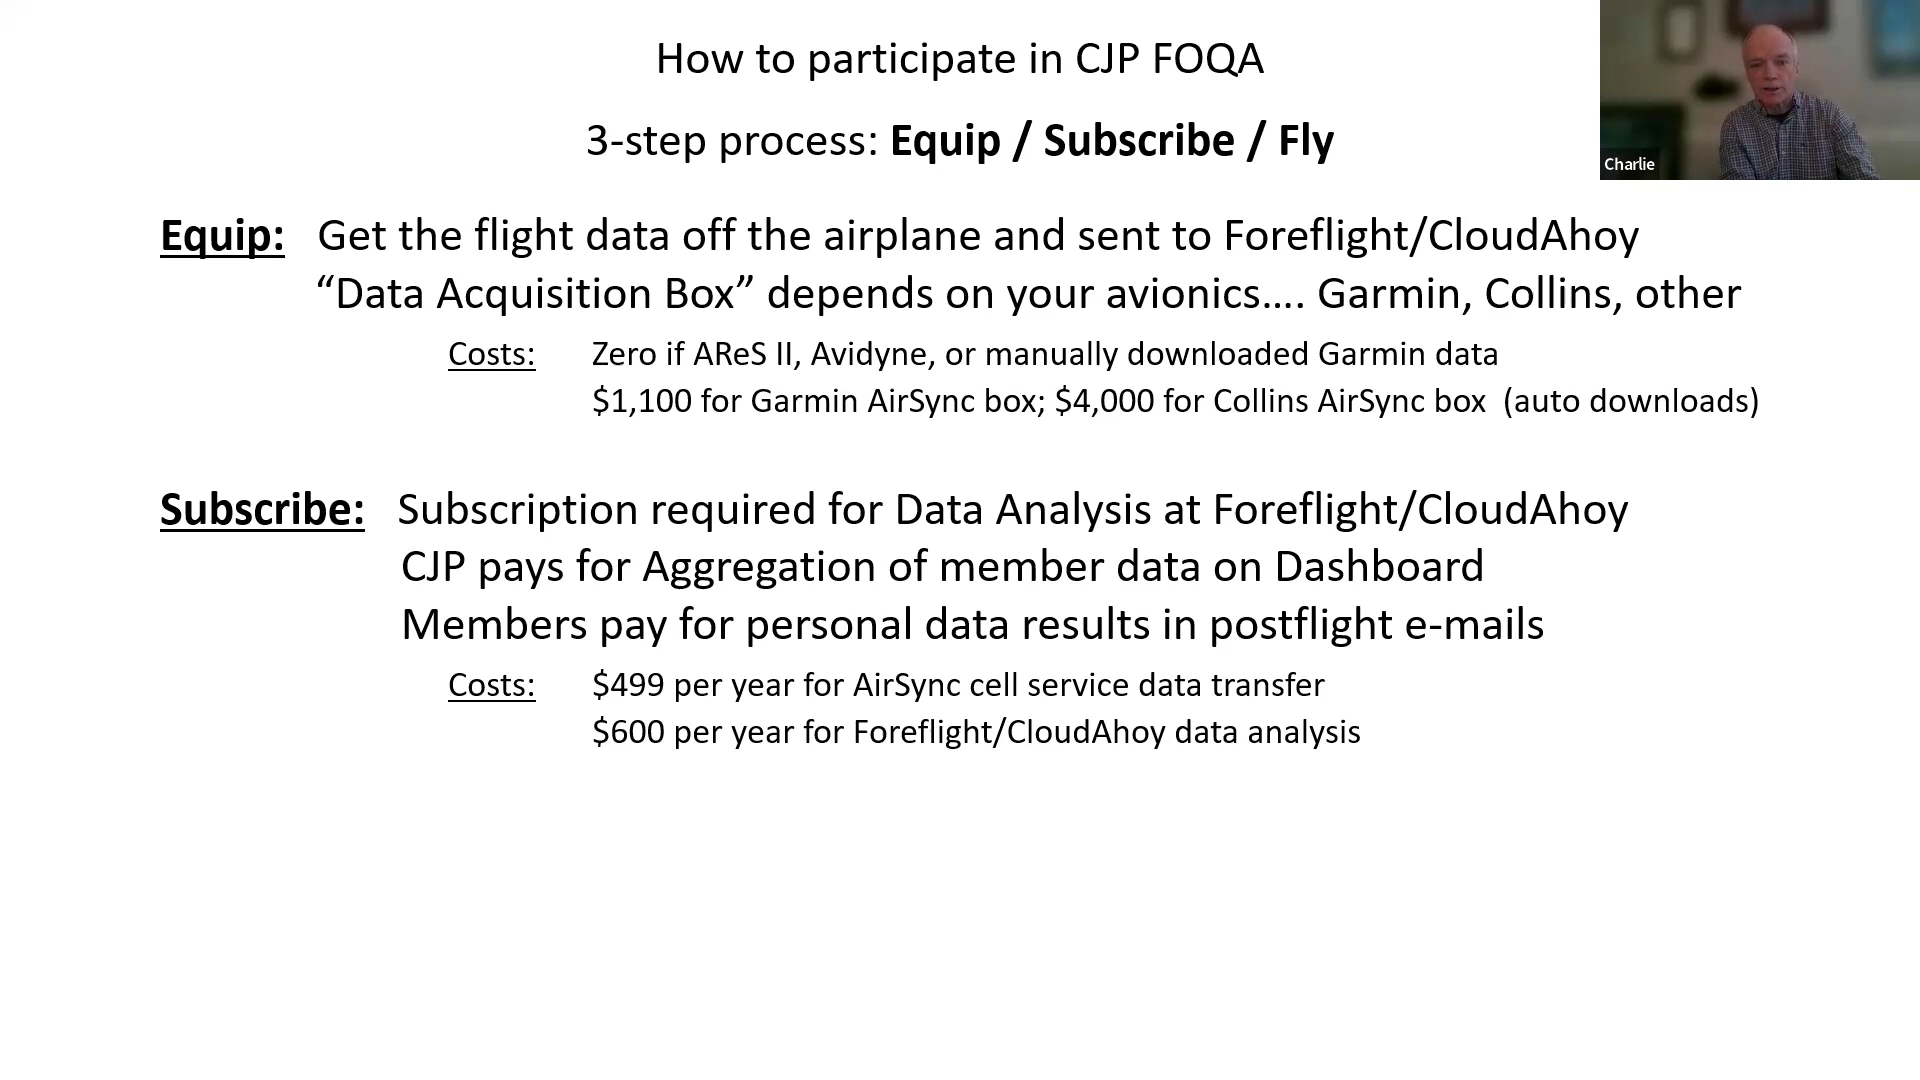 How to participate in CJP FOQA
3-step process: Equip / Subscribe / Fly
Charlie
Equip: Get the flight data off the airplane and sent to Foreflight/CloudAhoy
“Data Acquisition Box” depends on your avionics…. Garmin, Collins, other
Costs: Zero if AReS II, Avidyne, or manually downloaded Garmin data
$1,100 for Garmin AirSync box; $4,000 for Collins AirSync box (auto downloads)
Subscribe: Subscription required for Data Analysis at Foreflight/CloudAhoy
CJP pays for Aggregation of member data on Dashboard
Members pay for personal data results in postflight e-mails
Costs: $499 per year for AirSync cell service data transfer
$600 per year for Foreflight/CloudAhoy data analysis